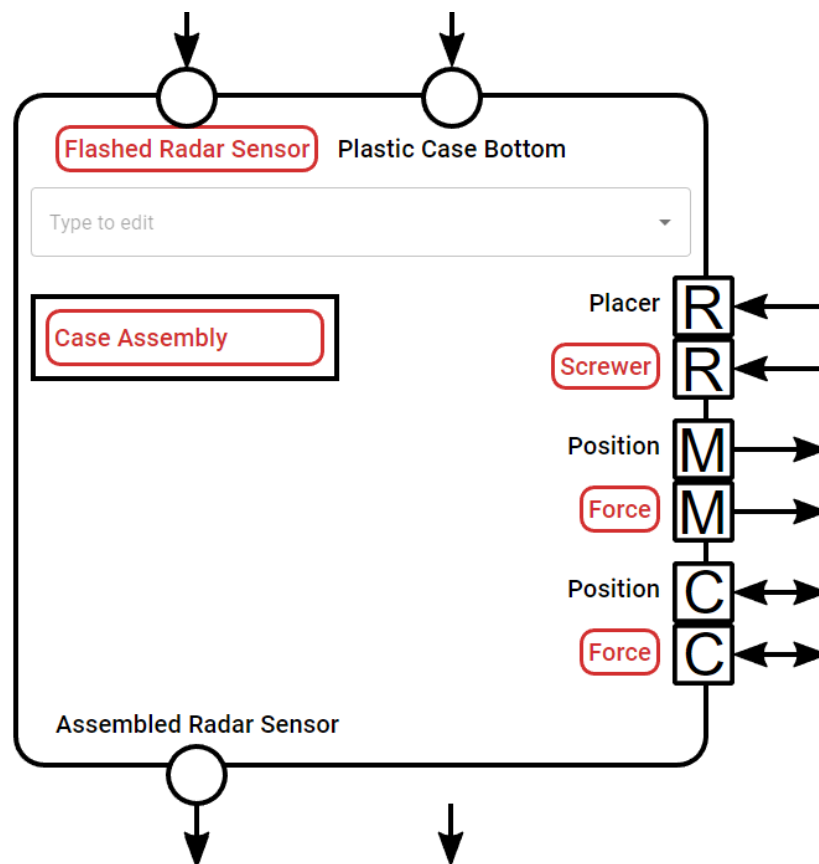 Flashed Radar Sensor Plastic Case Bottom
Type to edit
Placer R
Case Assembly
Screwer R
Position M
Force M
Position C
Force C
Assembled Radar Sensor